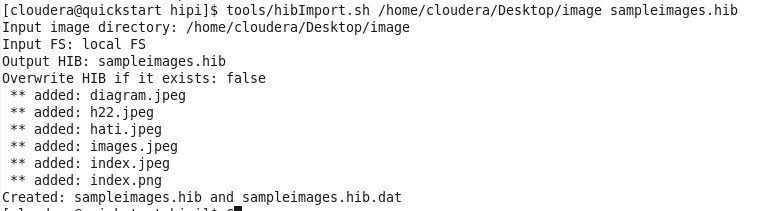 [cloudera@quickstart hipi]$ tools/hibImport.sh /home/cloudera/Desktop/image sampleimages.hib
Input image directory: /home/cloudera/Desktop/image
Input FS: local FS
Output HIB: sampleimages.hib
Overwrite HIB if it exists: false
** added: diagram.jpeg
** added: h22.jpeg
** added: hati.jpeg
** added: images.jpeg
** added: index.jpeg
** added: index.png
Created: sampleimages.hib and sampleimages.hib.dat